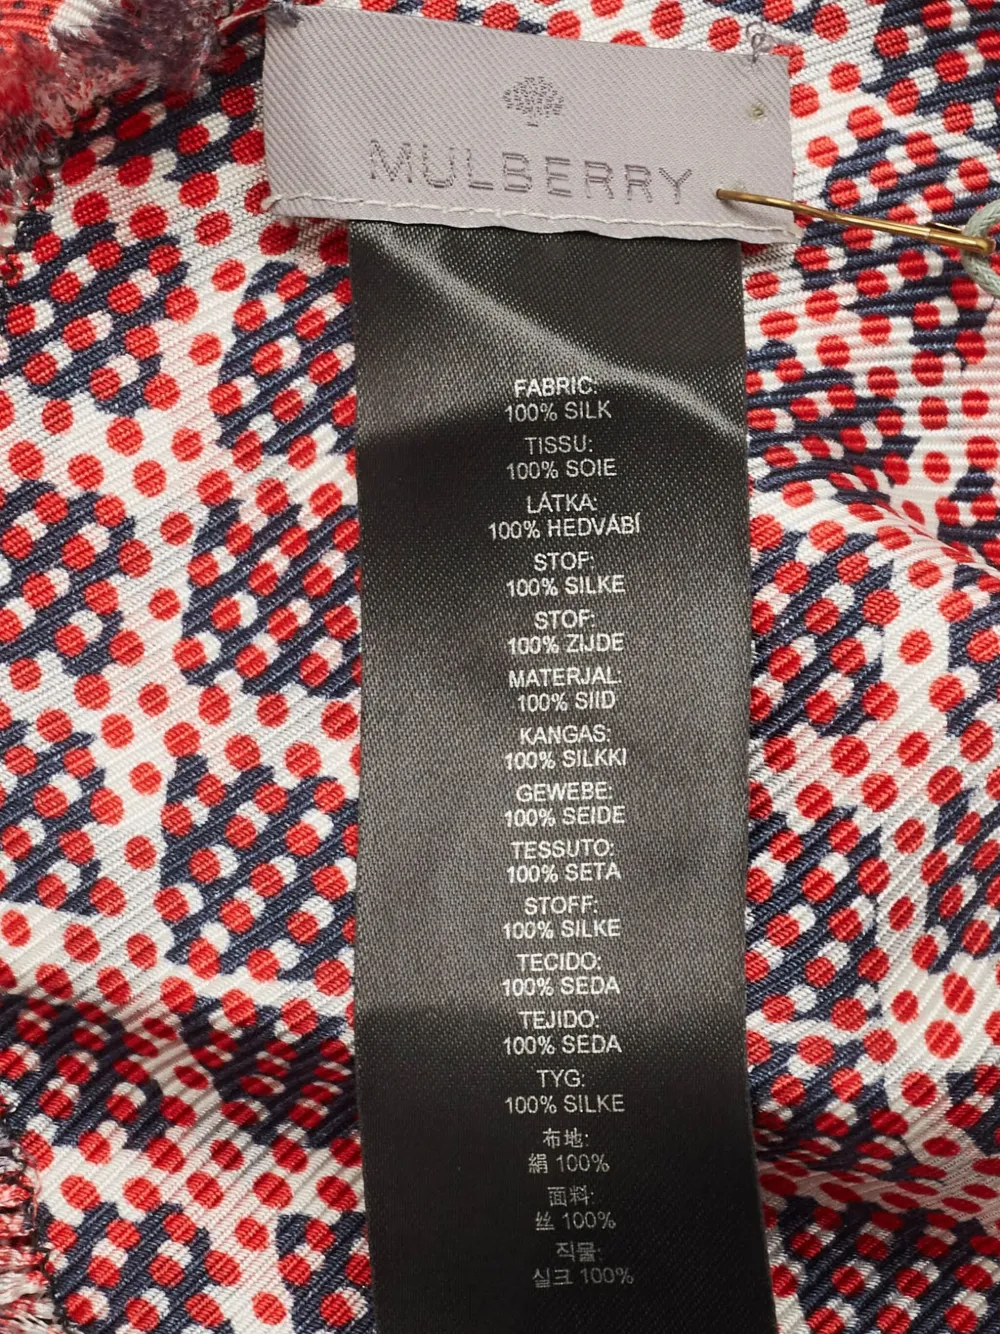 MULBERRY
FABRIC:
100% SILK
TISSU:
100% SOIE
LÁTKA:
100% HEDVÁBÍ
STOF:
100% SILKE
STOF:
100% ZIJDE
MATERJAL:
100% SIID
KANGAS:
100% SILKKI
GEWEBE:
100% SEIDE
TESSUTO:
100% SETA
STOFF:
100% SILKE
TECIDO:
100% SEDA
TEJIDO:
100% SEDA
TYG:
100% SILKE
布地:
絹 100%
面料:
丝 100%
직물:
실크 100%